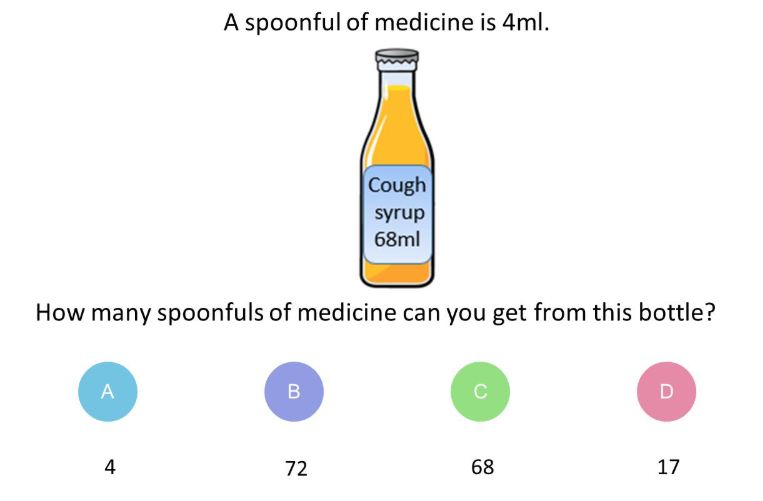 A spoonful of medicine is 4ml.
Cough
syrup
68ml
How many spoonfuls of medicine can you get from this bottle?
A B C D
4 72 68 17